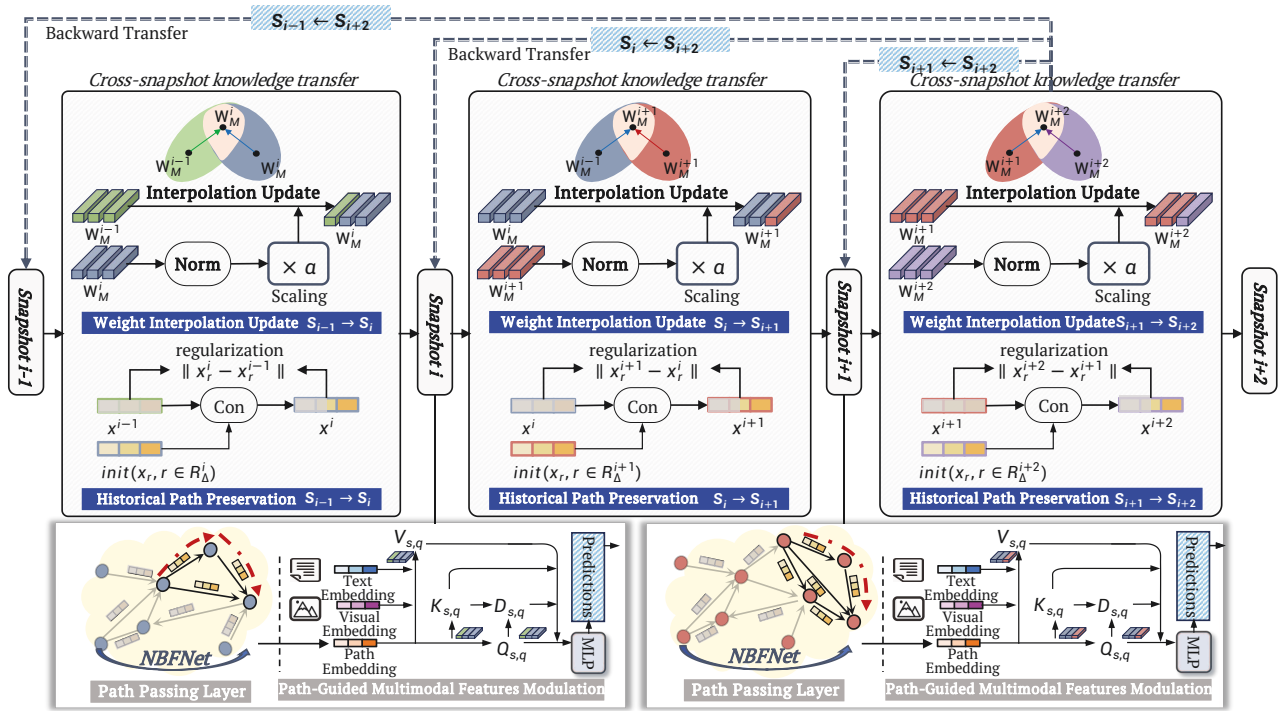 S_{i-1} ← S_{i+2}
Backward Transfer
S_i ← S_{i+2}
Backward Transfer
S_{i+1} ← S_{i+2}
Cross-snapshot knowledge transfer
W_M^i
W_M^{i-1}
W_M^i
Interpolation Update
W_M^{i-1}
W_M^i
W_M^i
Norm
× a
Scaling
Weight Interpolation Update S_{i-1} → S_i
regularization
‖ x_r^i − x_r^{i-1} ‖
Con
x^{i-1}
x^i
init(x_r, r ∈ R_Δ^i)
Historical Path Preservation S_{i-1} → S_i
Cross-snapshot knowledge transfer
W_M^{i+1}
W_M^{i-1}
W_M^{i+1}
Interpolation Update
W_M^i
W_M^{i+1}
W_M^{i+1}
Norm
× a
Scaling
Weight Interpolation Update S_i → S_{i+1}
regularization
‖ x_r^{i+1} − x_r^i ‖
Con
x^i
x^{i+1}
init(x_r, r ∈ R_Δ^{i+1})
Historical Path Preservation S_i → S_{i+1}
Cross-snapshot knowledge transfer
W_M^{i+2}
W_M^{i+1}
W_M^{i+2}
Interpolation Update
W_M^{i+1}
W_M^{i+2}
W_M^{i+2}
Norm
× a
Scaling
Weight Interpolation UpdateS_{i+1} → S_{i+2}
regularization
‖ x_r^{i+2} − x_r^{i+1} ‖
Con
x^{i+1}
x^{i+2}
init(x_r, r ∈ R_Δ^{i+2})
Historical Path Preservation S_{i+1} → S_{i+2}
Snapshot i-1
Snapshot i
Snapshot i+1
Snapshot i+2
NBFNet
Path Passing Layer
Text
Embedding
Visual
Embedding
Path
Embedding
V_{s,q}
K_{s,q}
D_{s,q}
Q_{s,q}
Predictions
MLP
Path-Guided Multimodal Features Modulation
NBFNet
Path Passing Layer
Text
Embedding
Visual
Embedding
Path
Embedding
V_{s,q}
K_{s,q}
D_{s,q}
Q_{s,q}
Predictions
MLP
Path-Guided Multimodal Features Modulation